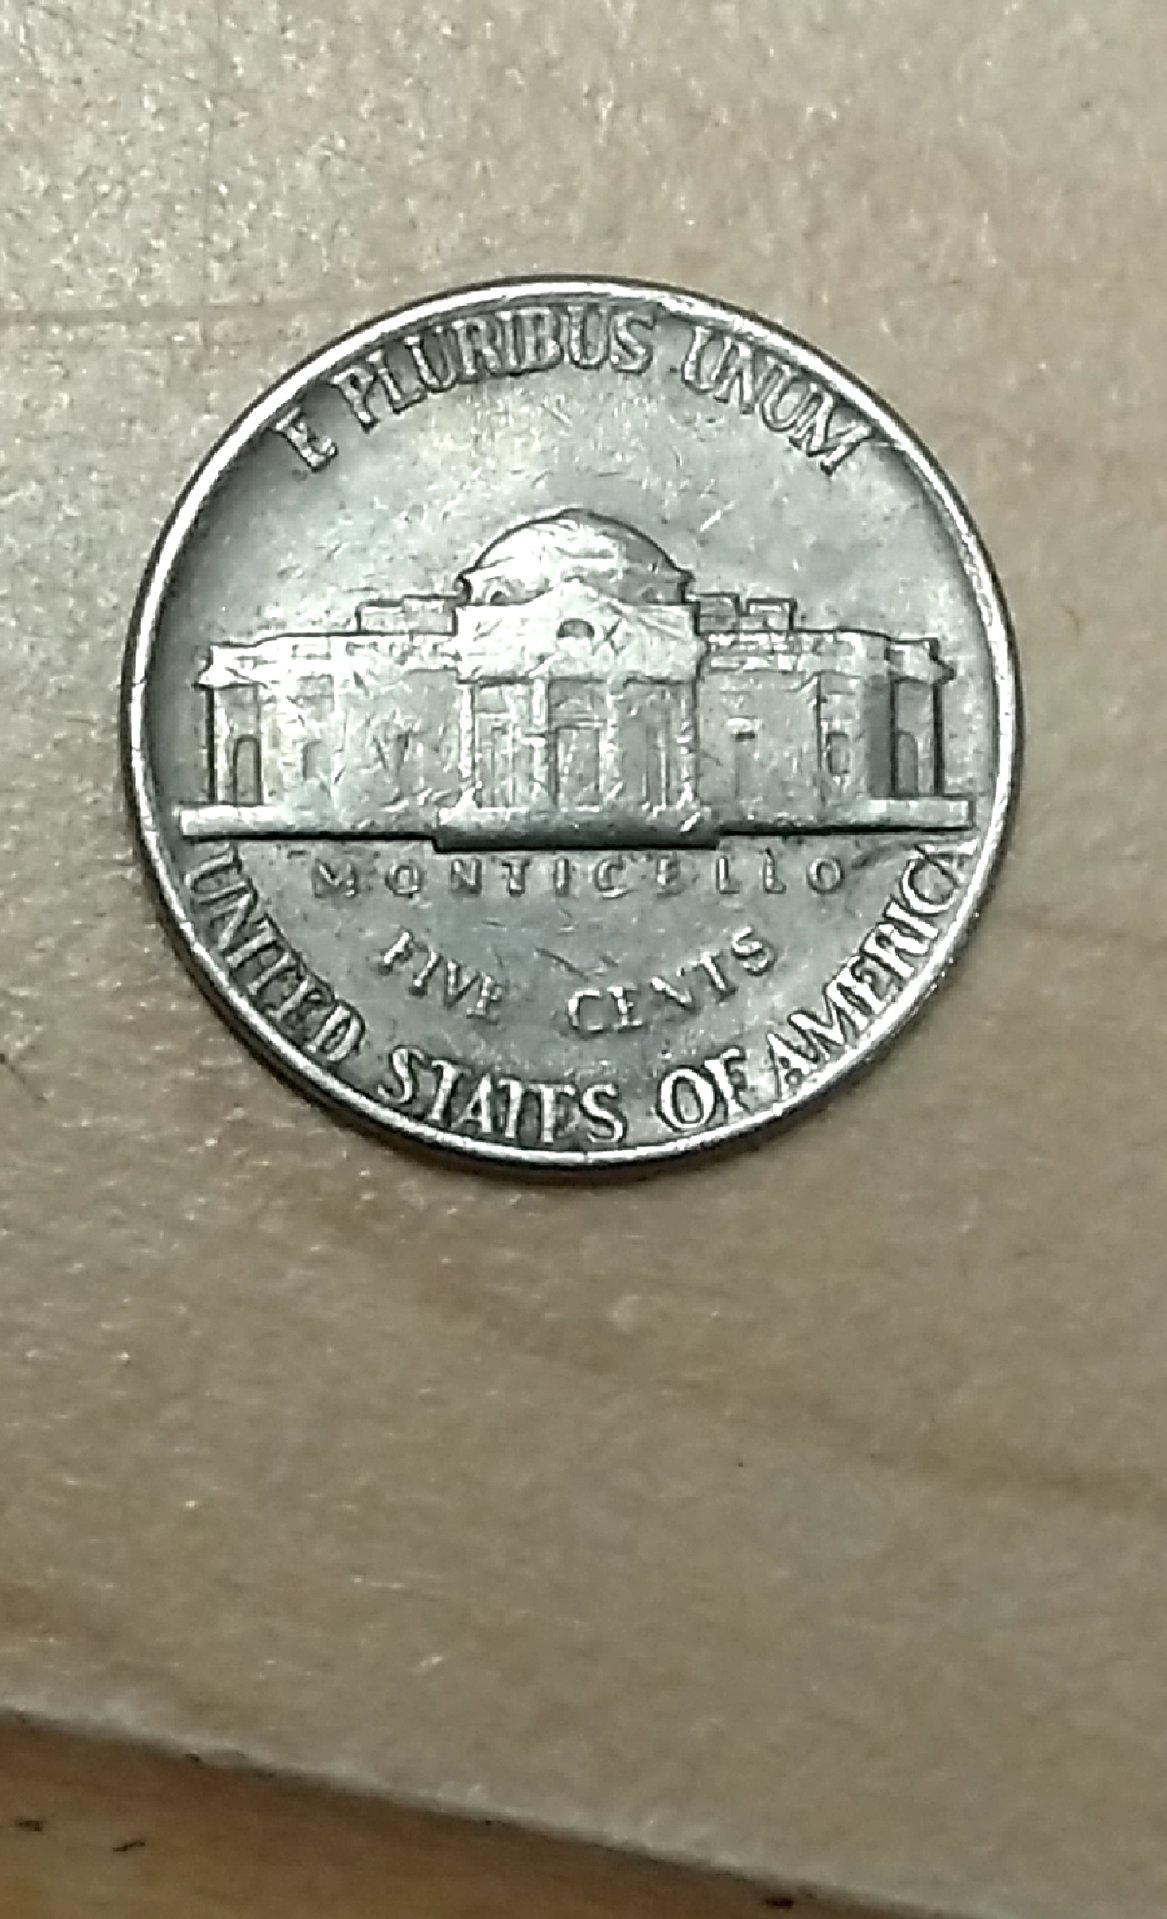 E PLURIBUS UNUM
MONTICELLO
FIVE CENTS
UNITED STATES OF AMERICA